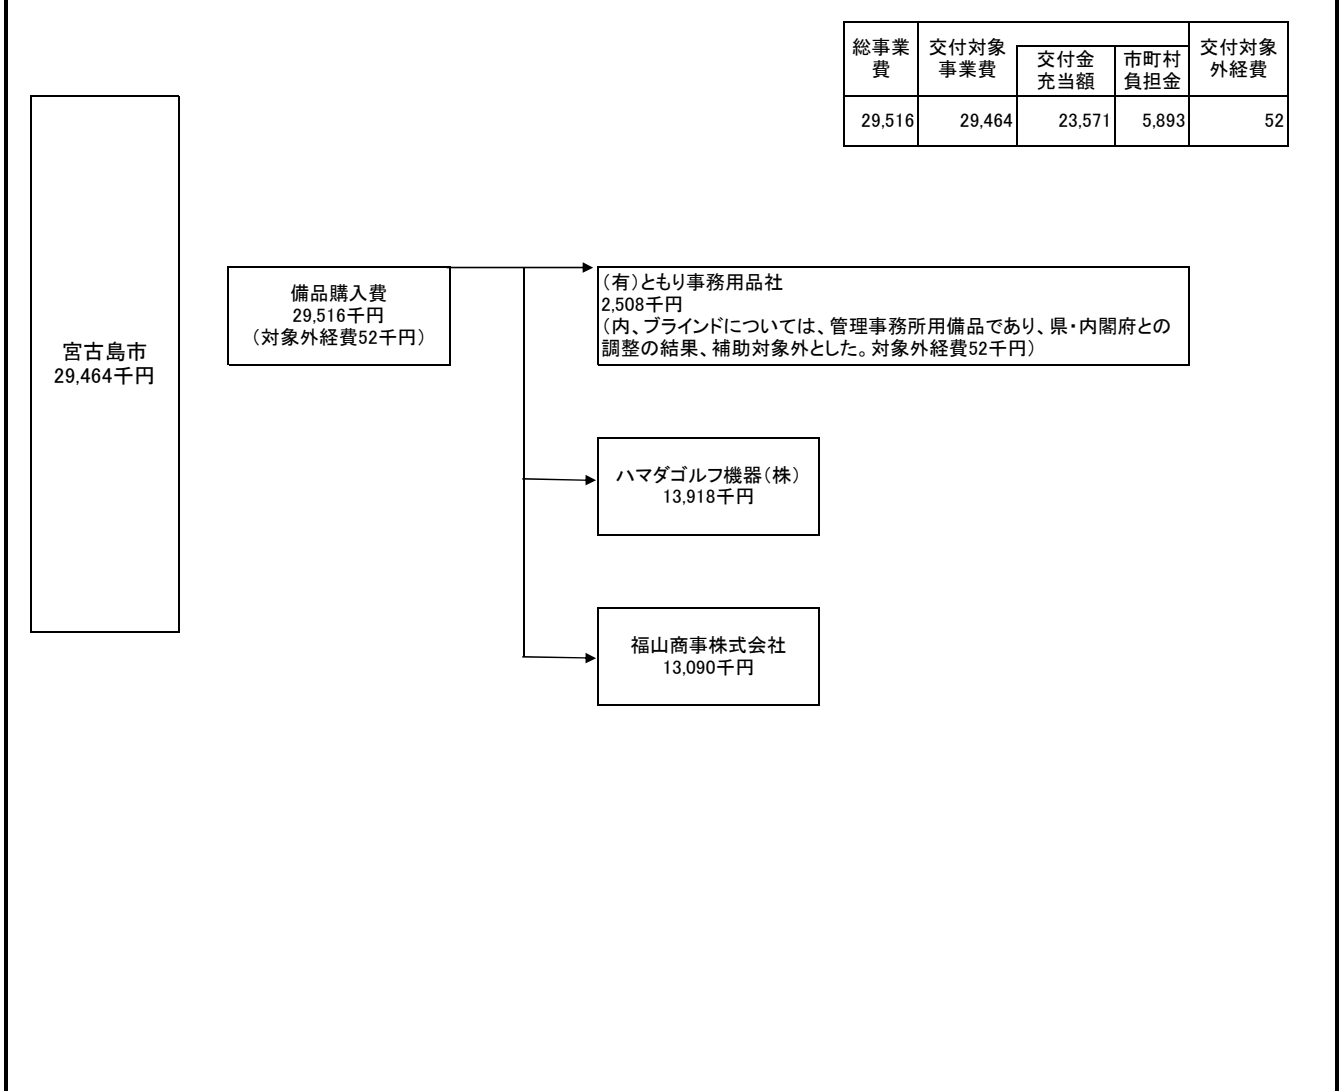 総事業
費
交付対象
事業費
交付金
充当額
市町村
負担金
交付対象
外経費
29,516
29,464
23,571
5,893
52
宮古島市
29,464千円
備品購入費
29,516千円
（対象外経費52千円）
（有）ともり事務用品社
2,508千円
（内、ブラインドについては、管理事務所用備品であり、県・内閣府との
調整の結果、補助対象外とした。対象外経費52千円）
ハマダゴルフ機器（株）
13,918千円
福山商事株式会社
13,090千円